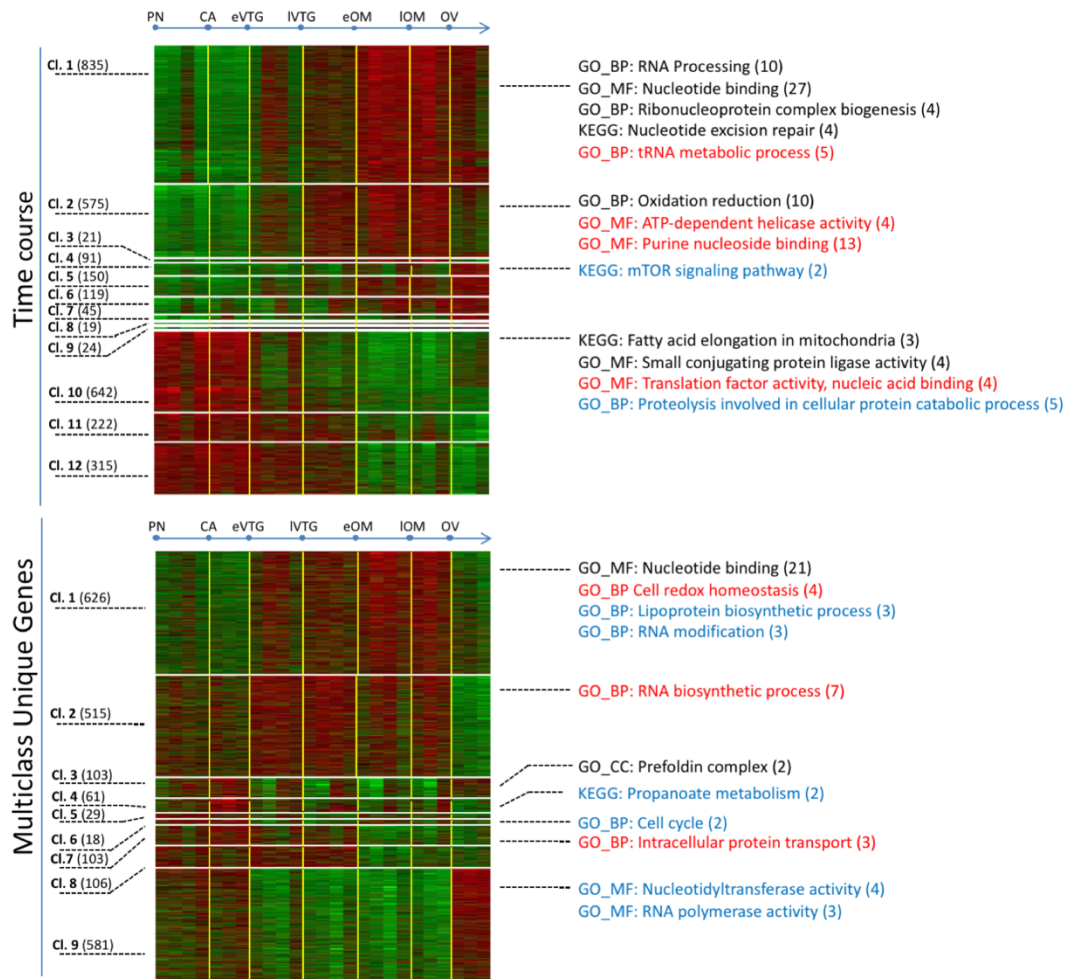 PN CA eVTG lVTG eOM lOM OV
Time course
Cl. 1 (835)
Cl. 2 (575)
Cl. 3 (21)
Cl. 4 (91)
Cl. 5 (150)
Cl. 6 (119)
Cl. 7 (45)
Cl. 8 (19)
Cl. 9 (24)
Cl. 10 (642)
Cl. 11 (222)
Cl. 12 (315)
GO_BP: RNA Processing (10)
GO_MF: Nucleotide binding (27)
GO_BP: Ribonucleoprotein complex biogenesis (4)
KEGG: Nucleotide excision repair (4)
GO_BP: tRNA metabolic process (5)
GO_BP: Oxidation reduction (10)
GO_MF: ATP-dependent helicase activity (4)
GO_MF: Purine nucleoside binding (13)
KEGG: mTOR signaling pathway (2)
KEGG: Fatty acid elongation in mitochondria (3)
GO_MF: Small conjugating protein ligase activity (4)
GO_MF: Translation factor activity, nucleic acid binding (4)
GO_BP: Proteolysis involved in cellular protein catabolic process (5)
PN CA eVTG lVTG eOM lOM OV
Multiclass Unique Genes
Cl. 1 (626)
Cl. 2 (515)
Cl. 3 (103)
Cl. 4 (61)
Cl. 5 (29)
Cl. 6 (18)
Cl.7 (103)
Cl. 8 (106)
Cl. 9 (581)
GO_MF: Nucleotide binding (21)
GO_BP Cell redox homeostasis (4)
GO_BP: Lipoprotein biosynthetic process (3)
GO_BP: RNA modification (3)
GO_BP: RNA biosynthetic process (7)
GO_CC: Prefoldin complex (2)
KEGG: Propanoate metabolism (2)
GO_BP: Cell cycle (2)
GO_BP: Intracellular protein transport (3)
GO_MF: Nucleotidyltransferase activity (4)
GO_MF: RNA polymerase activity (3)